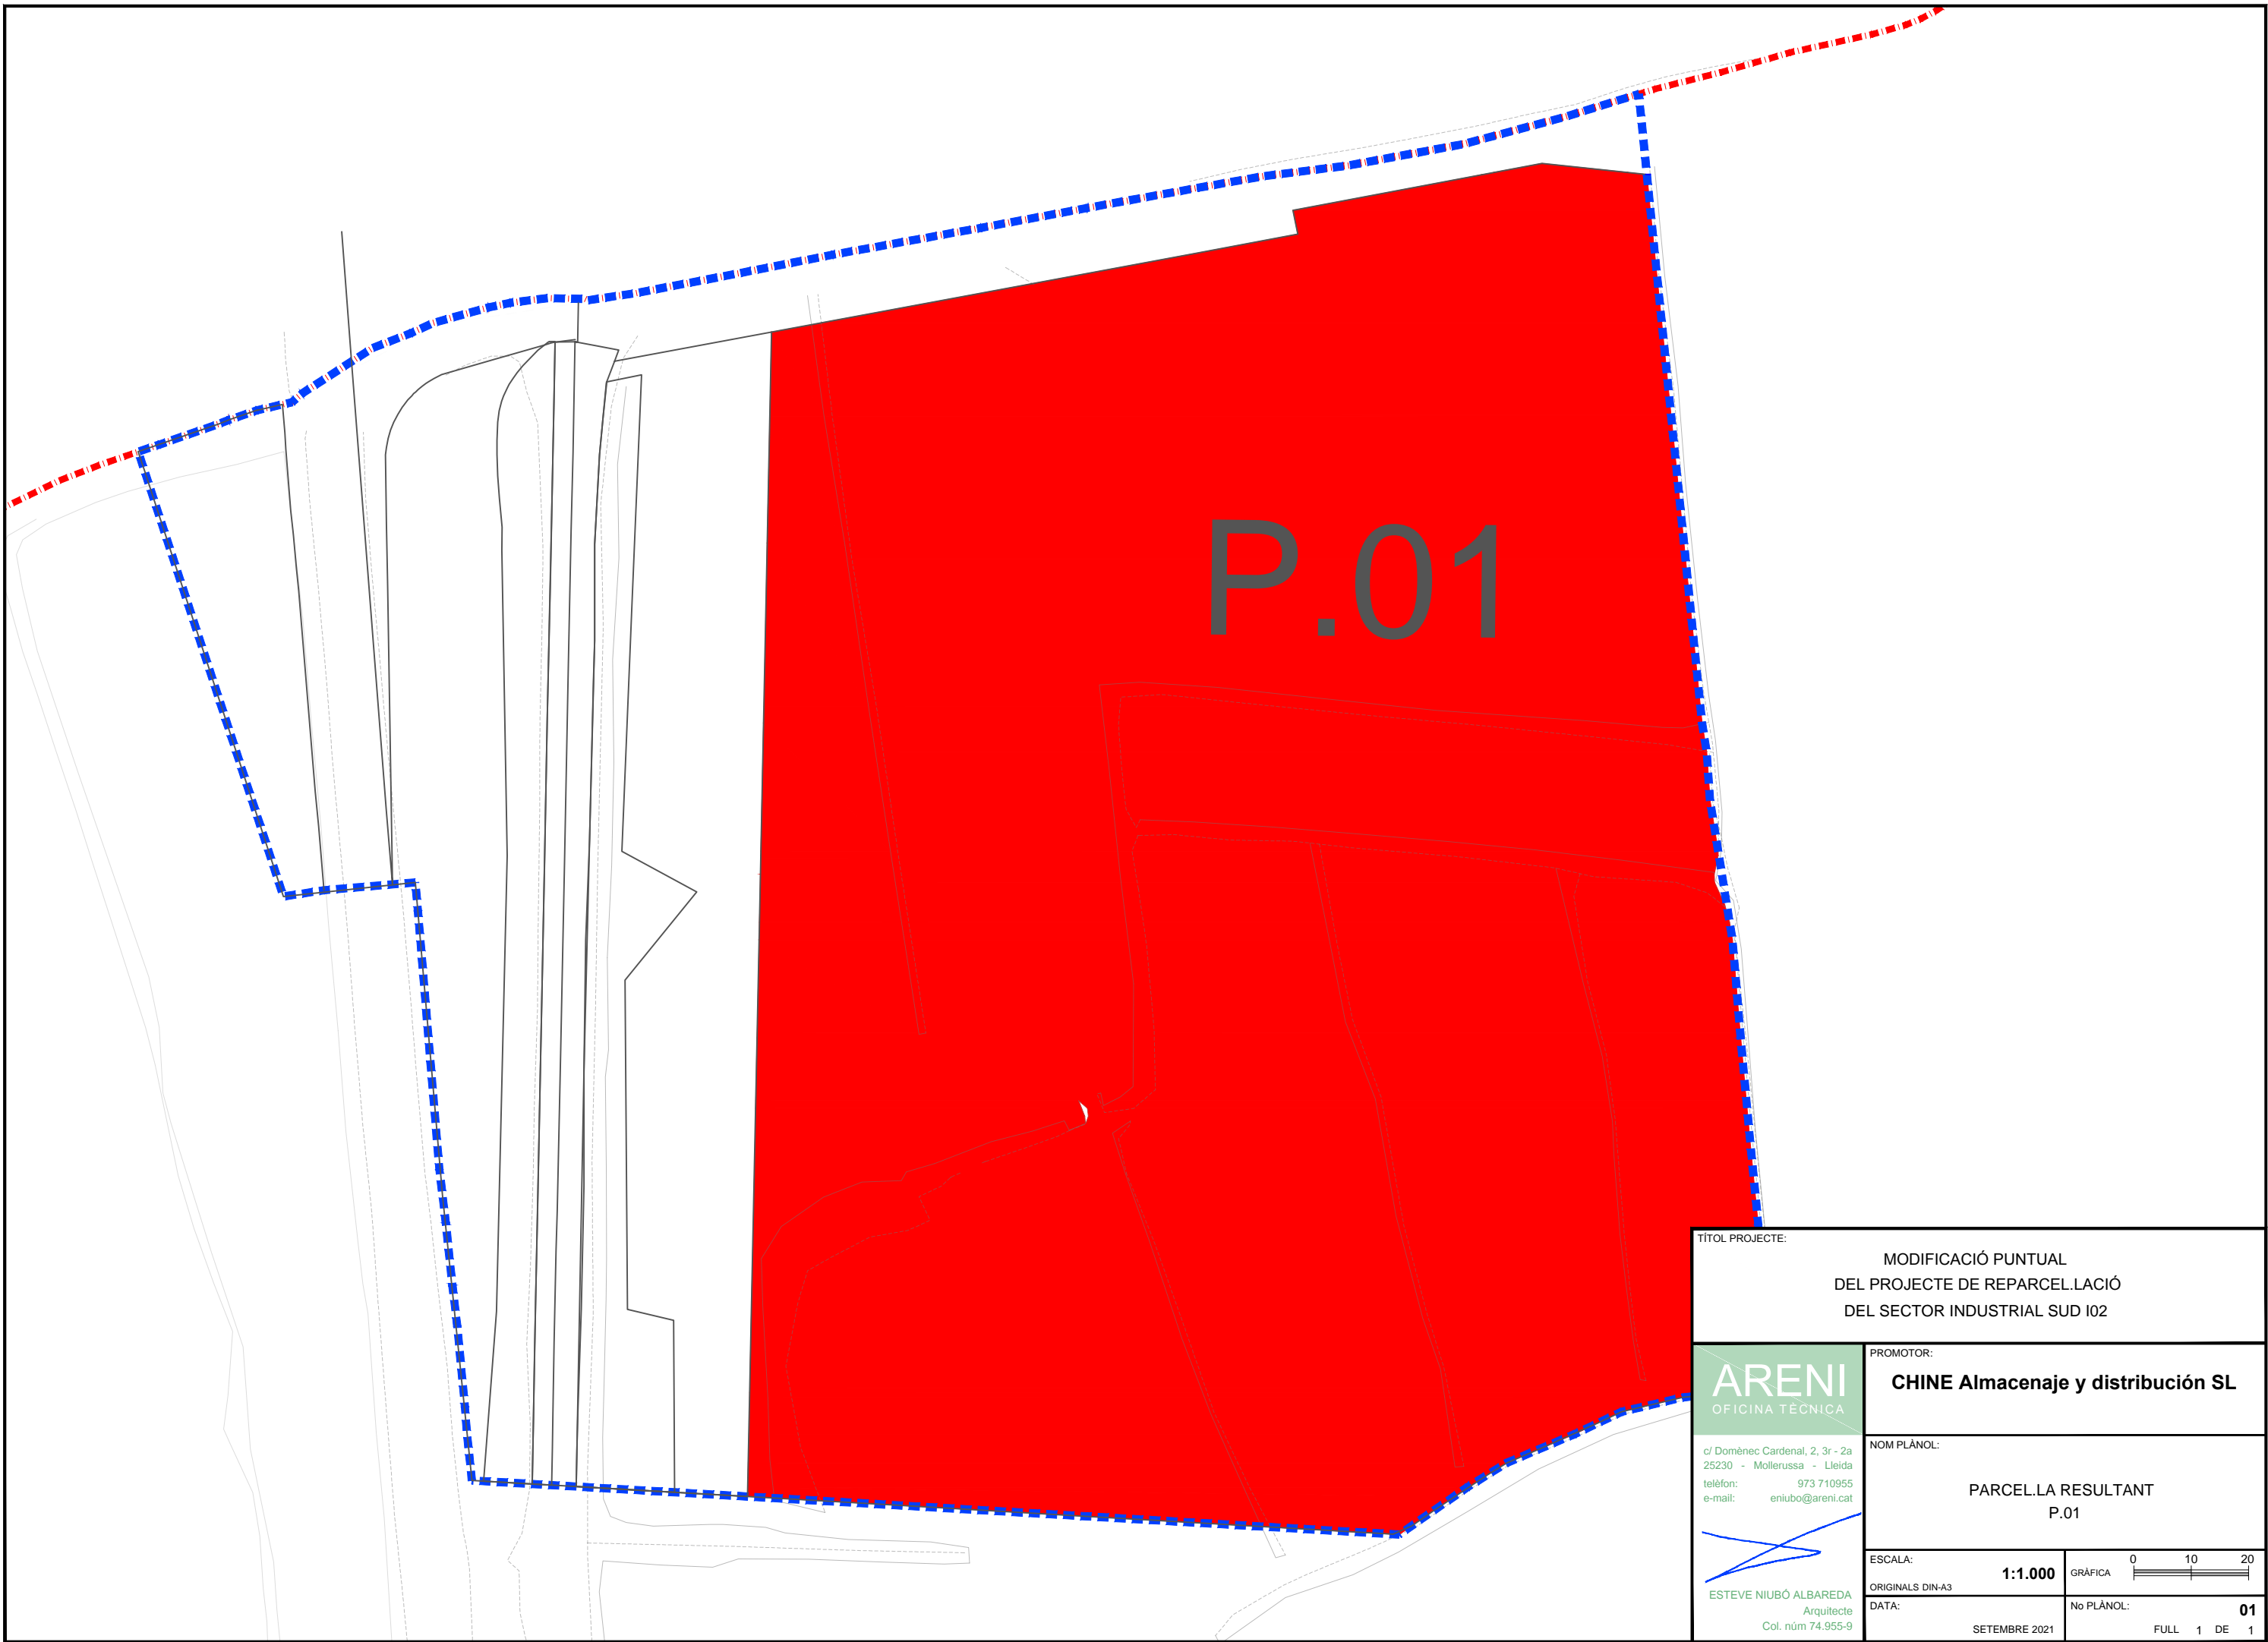 P.01
TÍTOL PROJECTE:
MODIFICACIÓ PUNTUAL
DEL PROJECTE DE REPARCEL.LACIÓ
DEL SECTOR INDUSTRIAL SUD I02
ARENI
OFICINA TÈCNICA
c/ Domènec Cardenal, 2, 3r - 2a
25230 - Mollerussa - Lleida
telèfon: 973 710955
e-mail: eniubo@areni.cat
ESTEVE NIUBÓ ALBAREDA
Arquitecte
Col. núm 74.955-9
PROMOTOR:
CHINE Almacenaje y distribución SL
NOM PLÀNOL:
PARCEL.LA RESULTANT
P.01
ESCALA:
1:1.000
ORIGINALS DIN-A3
GRÀFICA
0 10 20
DATA:
SETEMBRE 2021
No PLÀNOL:
01
FULL 1 DE 1